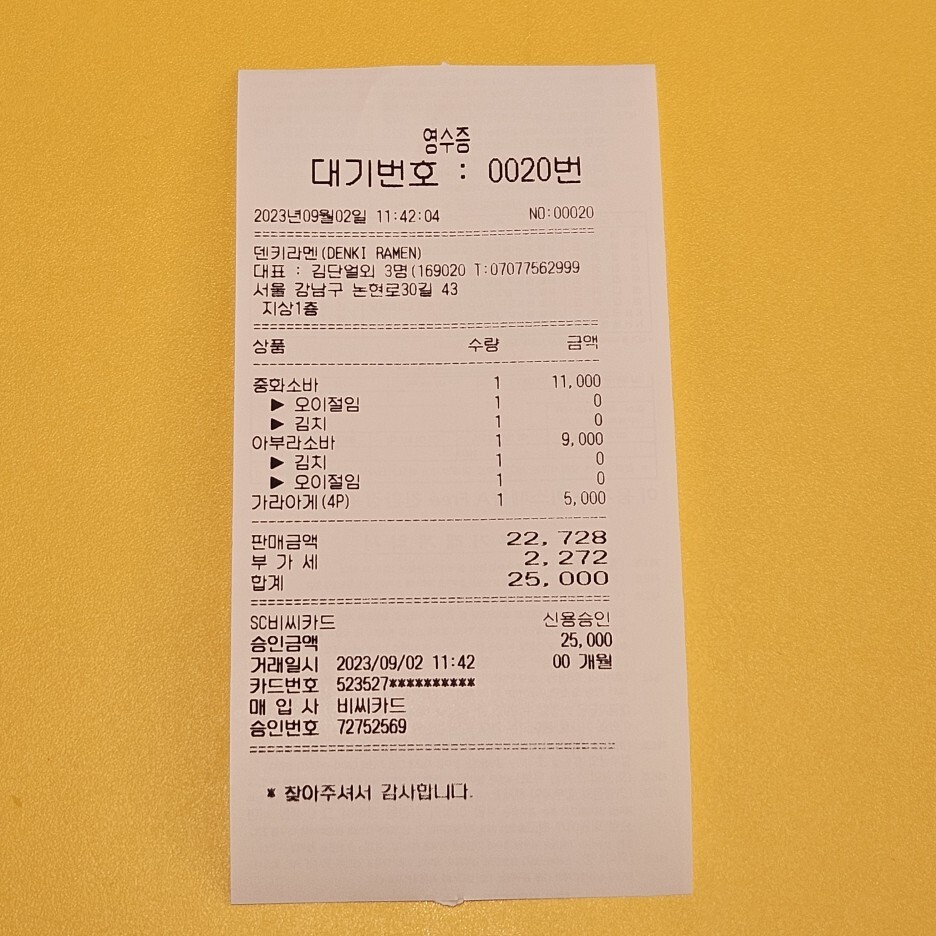 영수증
대기번호 : 0020번
2023년09월02일 11:42:04 NO:00020
덴키라멘(DENKI RAMEN)
대표 : 김단열외 3명(169020 T:07077562999
서울 강남구 논현로30길 43
지상1층
상품 수량 금액
중화소바 1 11,000
▶ 오이절임 1 0
▶ 김치 1 0
아부라소바 1 9,000
▶ 김치 1 0
▶ 오이절임 1 0
가라아게(4P) 1 5,000
판매금액 22,728
부 가 세 2,272
합계 25,000
SC비씨카드 신용승인
승인금액 25,000
거래일시 2023/09/02 11:42 00 개월
카드번호 523527**********
매 입 사 비씨카드
승인번호 72752569
* 찾아주셔서 감사합니다.